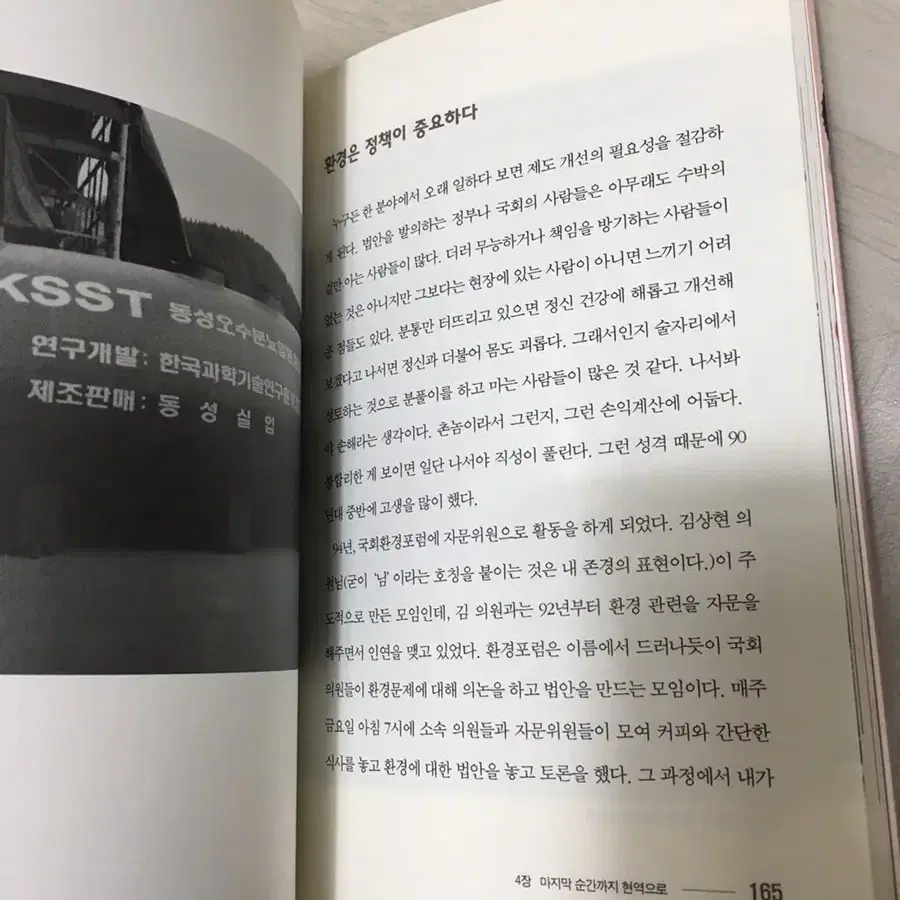 KSST 동성오수분뇨
연구개발: 한국과학기술연구원
제조판매: 동성실업
환경은 정책이 중요하다
누구든 한 분야에서 오래 일하다 보면 제도 개선의 필요성을 절감하
게 된다. 법안을 발의하는 정부나 국회의 사람들은 아무래도 수박의
겉만 아는 사람들이 많다. 더러 무능하거나 책임을 방기하는 사람들이
없는 것은 아니지만 그보다는 현장에 있는 사람이 아니면 느끼기 어려
운 점들도 있다. 분통만 터뜨리고 있으면 정신 건강에 해롭고 개선해
보겠다고 나서면 정신과 더불어 몸도 괴롭다. 그래서인지 술자리에서
성토하는 것으로 분풀이를 하고 마는 사람들이 많은 것 같다. 나서봐
야 손해라는 생각이다. 촌놈이라서 그런지, 그런 손익계산에 어둡다.
불합리한 게 보이면 일단 나서야 직성이 풀린다. 그런 성격 때문에 90
년대 중반에 고생을 많이 했다.
94년, 국회환경포럼에 자문위원으로 활동을 하게 되었다. 김상현 의
원님(굳이 ‘님’이라는 호칭을 붙이는 것은 내 존경의 표현이다.)이 주
도적으로 만든 모임인데, 김 의원과는 92년부터 환경 관련을 자문을
해주면서 인연을 맺고 있었다. 환경포럼은 이름에서 드러나듯이 국회
의원들이 환경문제에 대해 의논을 하고 법안을 만드는 모임이다. 매주
금요일 아침 7시에 소속 의원들과 자문위원들이 모여 커피와 간단한
식사를 놓고 환경에 대한 법안을 놓고 토론을 했다. 그 과정에서 내가
4장 마지막 순간까지 현역으로 165